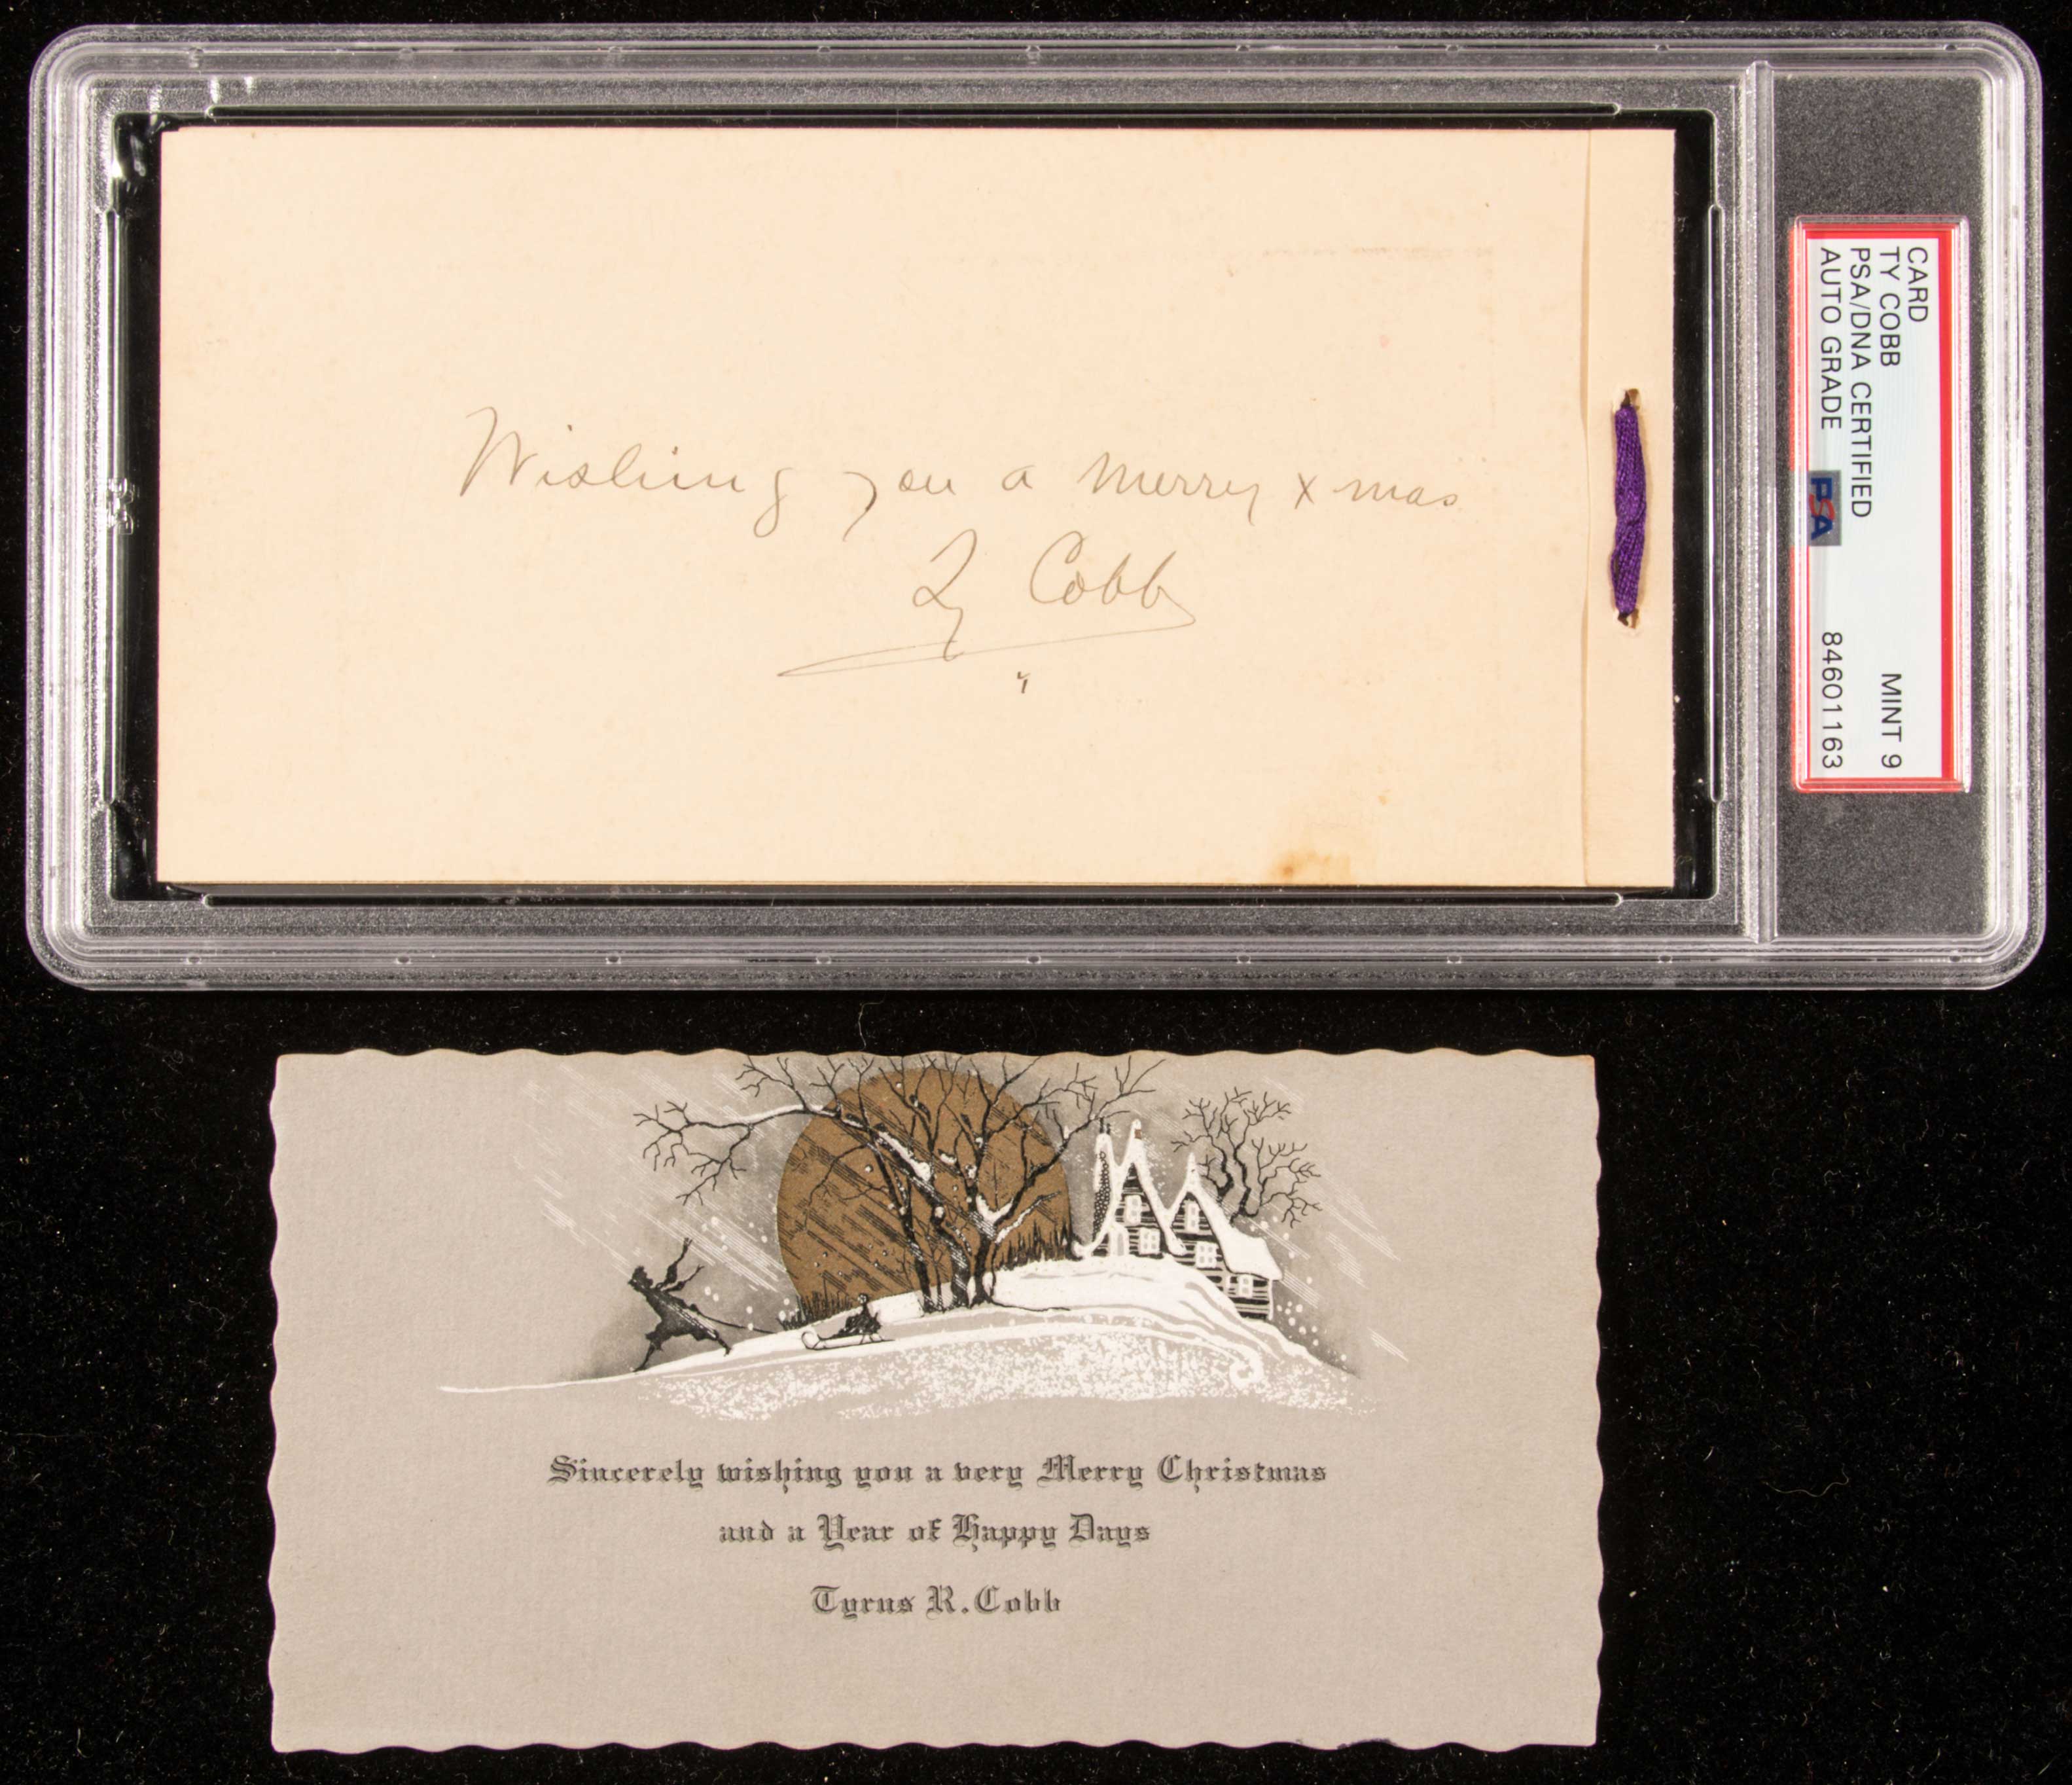 Wishing you a merry xmas
Ty Cobb
CARD
TY COBB MINT 9
PSA/DNA CERTIFIED
AUTO GRADE PSA 84601163
Sincerely wishing you a very Merry Christmas
and a Year of Happy Days
Tyrus R. Cobb